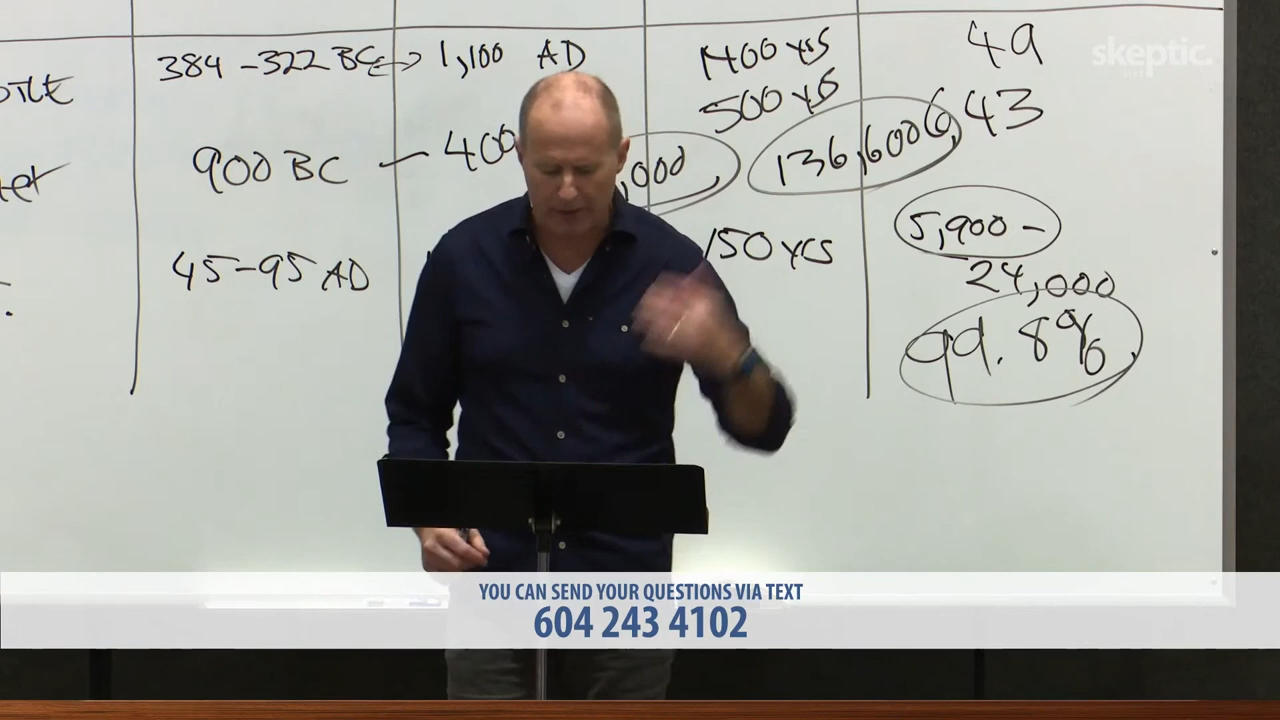 384-322 BC → 1,100 AD 1400 yrs 49
500 yrs
900 BC - 400 ,000 136,600 643
5,900 -
45-95 AD 150 yrs
24,000
99.8%
skeptic.
YOU CAN SEND YOUR QUESTIONS VIA TEXT
604 243 4102